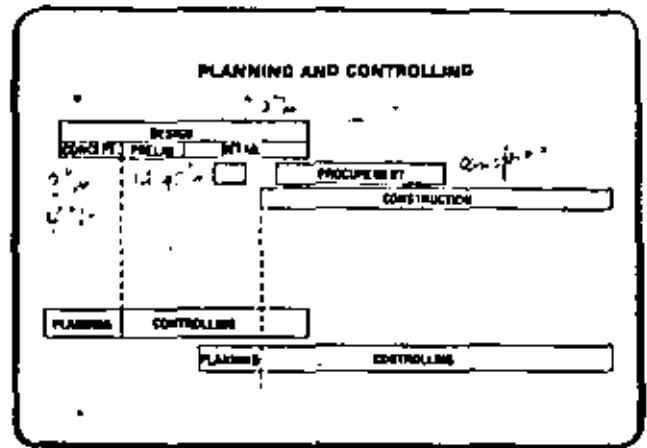 PLANNING AND CONTROLLING
DESIGN
CONCEPT PRELIM DETAIL
PROCUREMENT
CONSTRUCTION
PLANNING CONTROLLING
PLANNING CONTROLLING